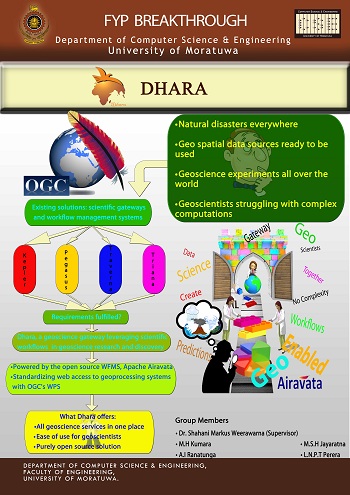 FYP BREAKTHROUGH
Department of Computer Science & Engineering
University of Moratuwa
DHARA
•Natural disasters everywhere
•Geo spatial data sources ready to be
used
•Geoscience experiments all over the
world
•Geoscientists struggling with complex
computations
OGC
Existing solutions: scientific gateways
and workflow management systems
Kepler
Pegasus
Requirements fulfilled?
Dhara, a geoscience gateway leveraging scientific
workflows in geoscience research and discovery
•Powered by the open source WFMS, Apache Airavata
•Standardizing web access to geoprocessing systems
with OGC's WPS
What Dhara offers:
•All geoscience services in one place
•Ease of use for geoscientists
•Purely open source solution
Gateway
Geo
Scientists
Data
Science
Together
Create
No Complexity
Workflows
Predictions
Enabled
Geo
Airavata
Group Members
• Dr. Shahani Markus Weerawarna (Supervisor)
• M.H Kumara
• M.S.H Jayaratna
• A.I Ranatunga
• L.N.P.T Perera
DEPARTMENT OF COMPUTER SCIENCE & ENGINEERING,
FACULTY OF ENGINEERING,
UNIVERSITY OF MORATUWA.